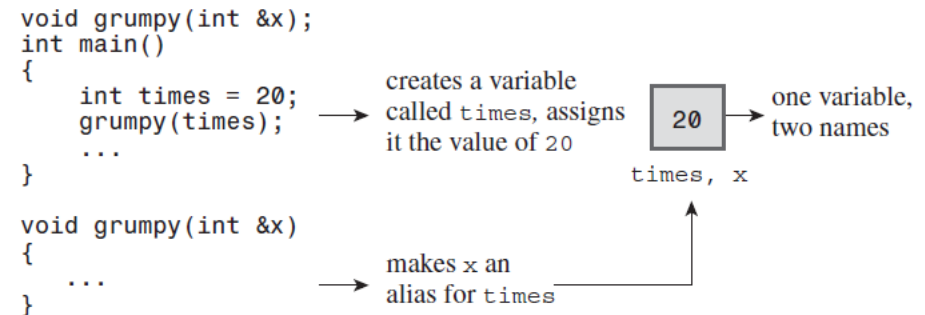 void grumpy(int &x);
int main()
{
int times = 20;
grumpy(times);
...
}
creates a variable
called times, assigns
it the value of 20
20
times, x
one variable,
two names
void grumpy(int &x)
{
...
}
makes x an
alias for times